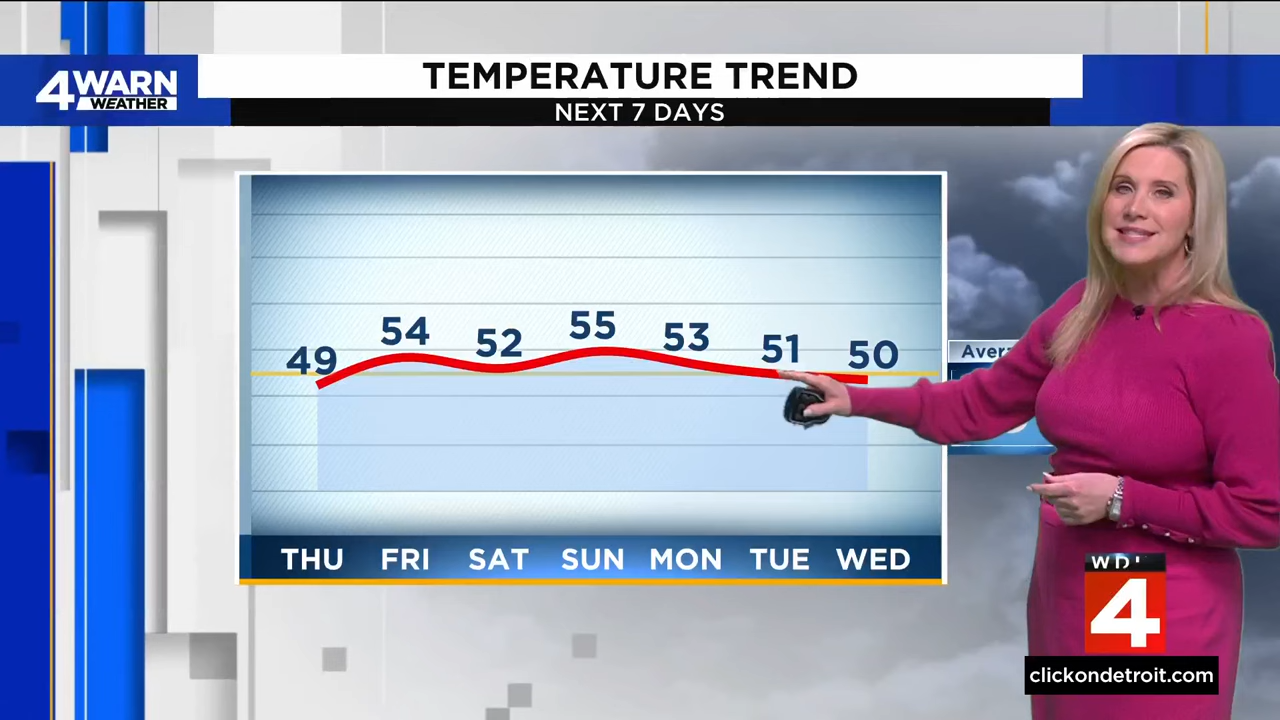 4WARN
WEATHER
TEMPERATURE TREND
NEXT 7 DAYS
49 54 52 55 53 51 50
THU FRI SAT SUN MON TUE WED
4
clickondetroit.com